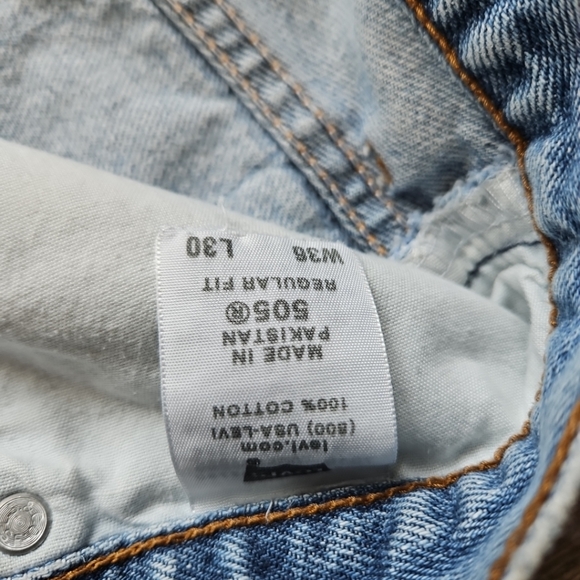 levi.com
(800) USA-LEVI
100% COTTON
MADE IN
PAKISTAN
505®
REGULAR FIT
W36 L30